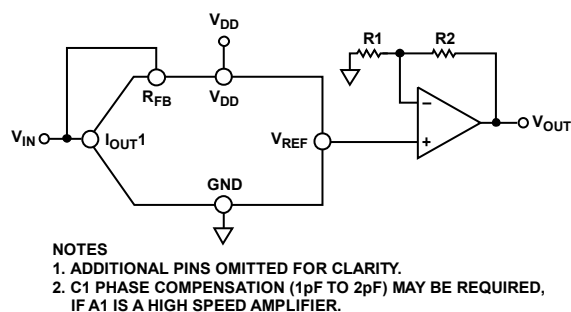 VDD
R1
R2
RFB
VDD
VIN
IOUT1
VREF
−
+
VOUT
GND
NOTES
1. ADDITIONAL PINS OMITTED FOR CLARITY.
2. C1 PHASE COMPENSATION (1pF TO 2pF) MAY BE REQUIRED,
IF A1 IS A HIGH SPEED AMPLIFIER.